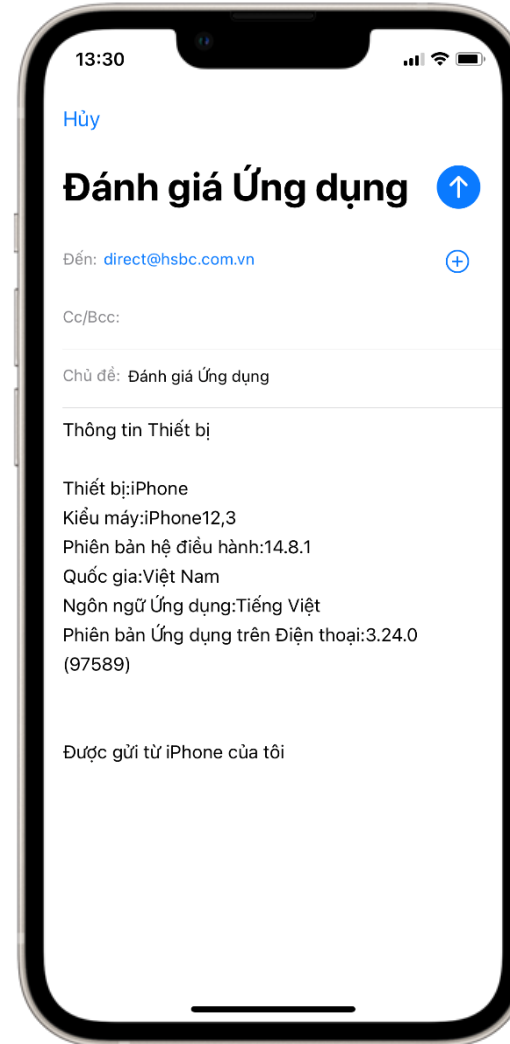 13:30
Hủy
Đánh giá Ứng dụng
Đến: direct@hsbc.com.vn
Cc/Bcc:
Chủ đề: Đánh giá Ứng dụng
Thông tin Thiết bị
Thiết bị:iPhone
Kiểu máy:iPhone12,3
Phiên bản hệ điều hành:14.8.1
Quốc gia:Việt Nam
Ngôn ngữ Ứng dụng:Tiếng Việt
Phiên bản Ứng dụng trên Điện thoại:3.24.0
(97589)
Được gửi từ iPhone của tôi